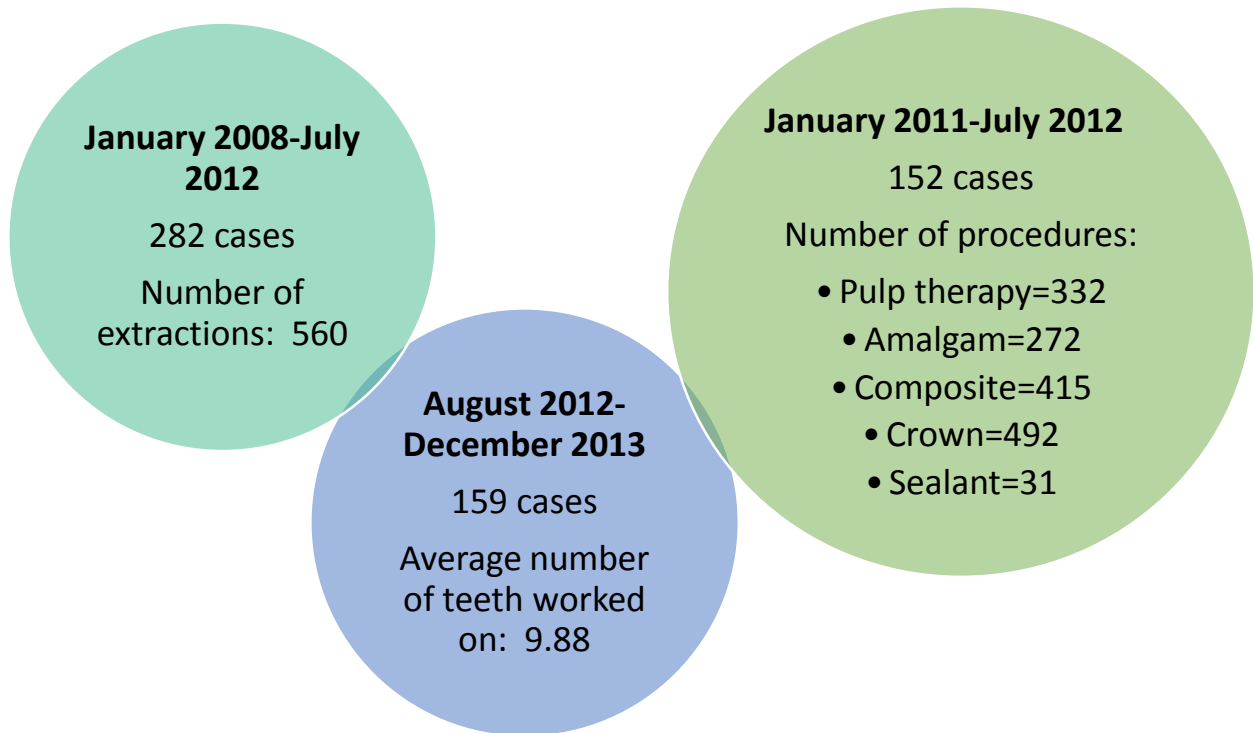 January 2008-July
2012
282 cases
Number of
extractions:  560
August 2012-
December 2013
159 cases
Average number
of teeth worked
on:  9.88
January 2011-July 2012
152 cases
Number of procedures:
• Pulp therapy=332
• Amalgam=272
• Composite=415
• Crown=492
• Sealant=31